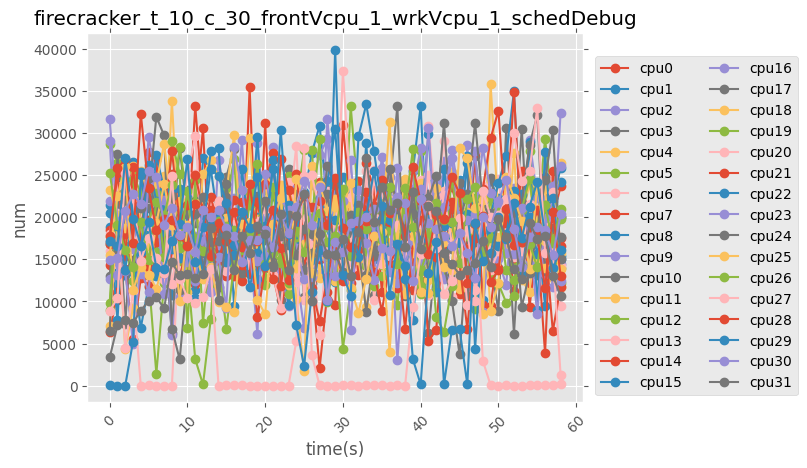 firecracker_t_10_c_30_frontVcpu_1_wrkVcpu_1_schedDebug
40000
35000
30000
25000
20000
15000
10000
5000
0
num
0
10
20
30
40
50
60
time(s)
cpu0
cpu1
cpu2
cpu3
cpu4
cpu5
cpu6
cpu7
cpu8
cpu9
cpu10
cpu11
cpu12
cpu13
cpu14
cpu15
cpu16
cpu17
cpu18
cpu19
cpu20
cpu21
cpu22
cpu23
cpu24
cpu25
cpu26
cpu27
cpu28
cpu29
cpu30
cpu31